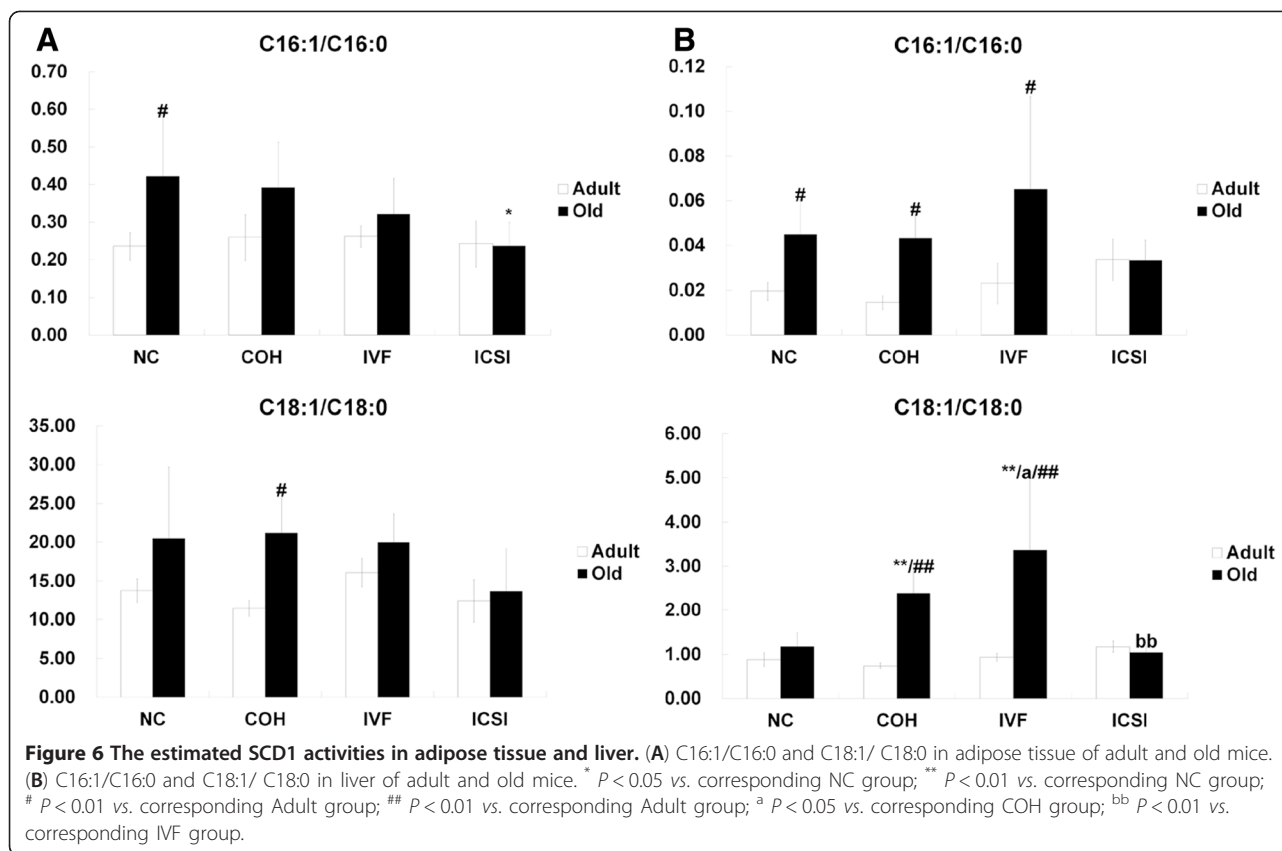 A
C16:1/C16:0
0.70
0.60
0.50
0.40
0.30
0.20
0.10
0.00
#
*
Adult
Old
NC COH IVF ICSI
C18:1/C18:0
35.00
30.00
25.00
20.00
15.00
10.00
5.00
0.00
#
Adult
Old
NC COH IVF ICSI
B
C16:1/C16:0
0.12
0.10
0.08
0.06
0.04
0.02
0.00
# # #
Adult
Old
NC COH IVF ICSI
C18:1/C18:0
6.00
5.00
4.00
3.00
2.00
1.00
0.00
**/##
**/a/##
bb
Adult
Old
NC COH IVF ICSI
Figure 6 The estimated SCD1 activities in adipose tissue and liver. (A) C16:1/C16:0 and C18:1/ C18:0 in adipose tissue of adult and old mice.
(B) C16:1/C16:0 and C18:1/ C18:0 in liver of adult and old mice. * P < 0.05 vs. corresponding NC group; ** P < 0.01 vs. corresponding NC group;
# P < 0.01 vs. corresponding Adult group; ## P < 0.01 vs. corresponding Adult group; a P < 0.05 vs. corresponding COH group; bb P < 0.01 vs.
corresponding IVF group.